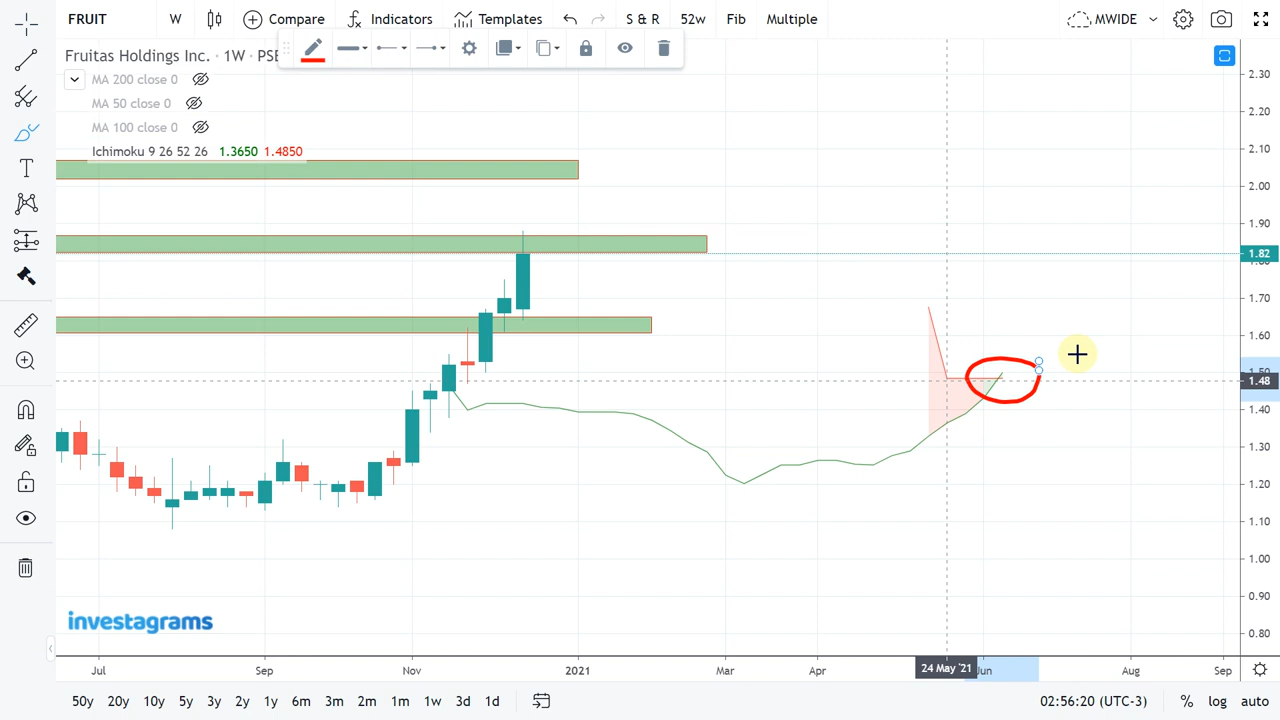 FRUIT W Compare Indicators Templates S & R 52w Fib Multiple MWIDE
Fruitas Holdings Inc. · 1W · PSE
MA 200 close 0
MA 50 close 0
MA 100 close 0
Ichimoku 9 26 52 26 1.3650 1.4850
2.30
2.20
2.10
2.00
1.90
1.82
1.70
1.60
1.48
1.40
1.30
1.20
1.10
1.00
0.90
0.80
investagrams
Jul Sep Nov 2021 Mar Apr 24 May '21 Jun Aug Sep
50y 20y 10y 5y 3y 2y 1y 6m 3m 2m 1m 1w 3d 1d 02:56:20 (UTC-3) % log auto